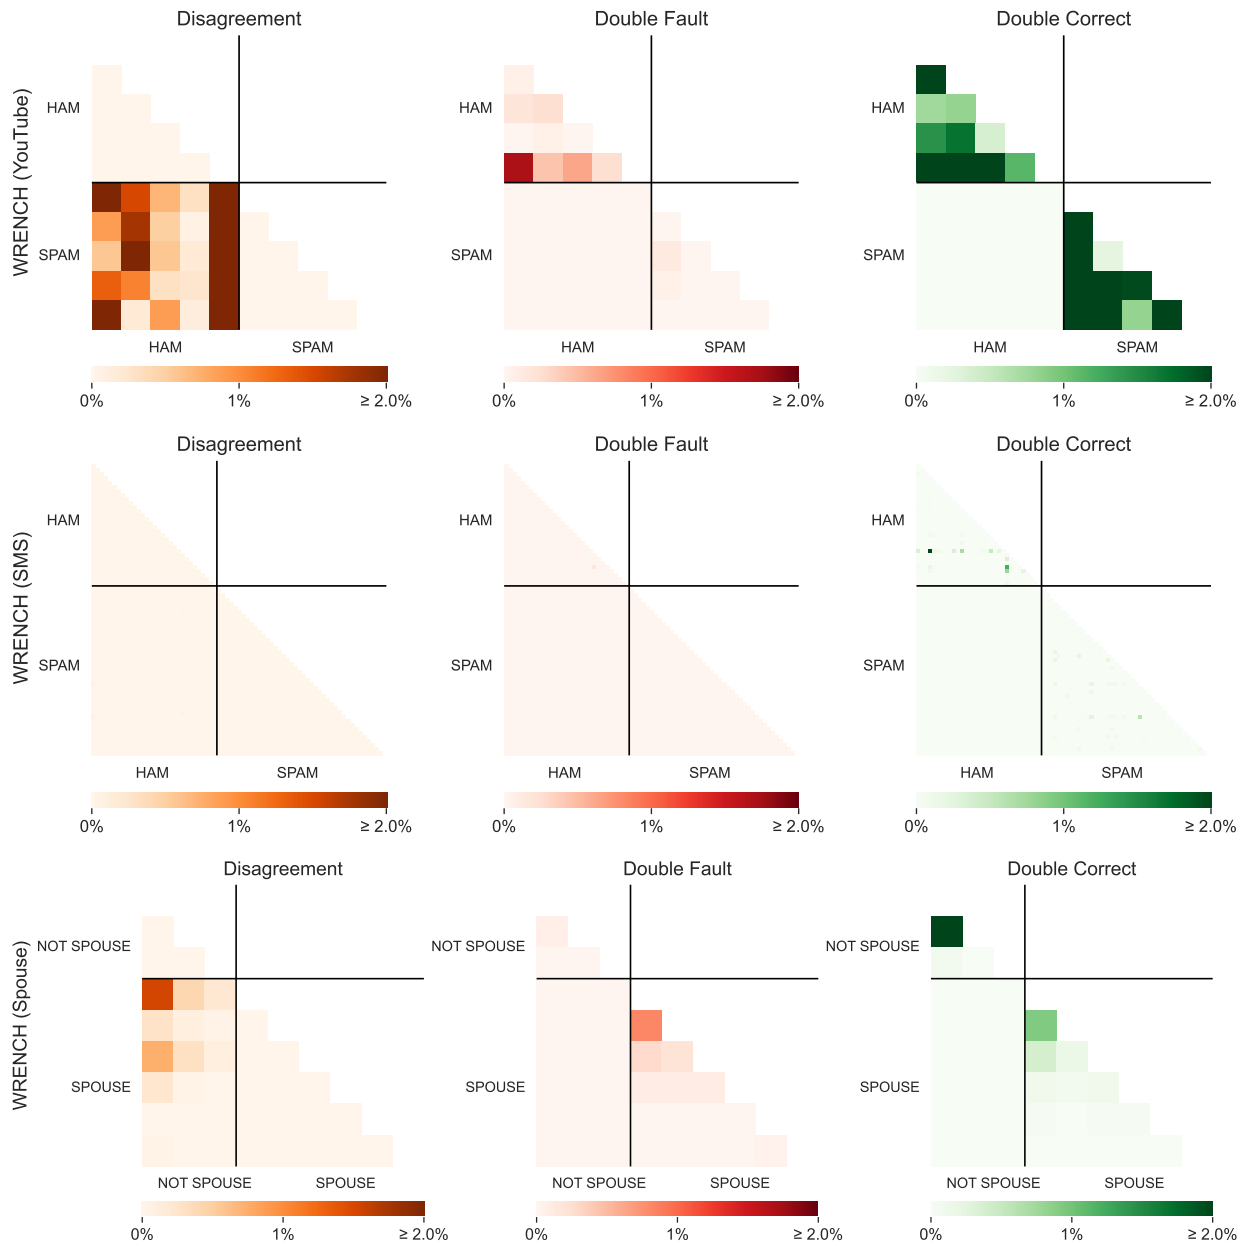 Disagreement Double Fault Double Correct
WRENCH (YouTube)
HAM HAM HAM
SPAM SPAM SPAM
HAM SPAM HAM SPAM HAM SPAM
0% 1% ≥ 2.0% 0% 1% ≥ 2.0% 0% 1% ≥ 2.0%
Disagreement Double Fault Double Correct
WRENCH (SMS)
HAM HAM HAM
SPAM SPAM SPAM
HAM SPAM HAM SPAM HAM SPAM
0% 1% ≥ 2.0% 0% 1% ≥ 2.0% 0% 1% ≥ 2.0%
Disagreement Double Fault Double Correct
WRENCH (Spouse)
NOT SPOUSE NOT SPOUSE NOT SPOUSE
SPOUSE SPOUSE SPOUSE
NOT SPOUSE SPOUSE NOT SPOUSE SPOUSE NOT SPOUSE SPOUSE
0% 1% ≥ 2.0% 0% 1% ≥ 2.0% 0% 1% ≥ 2.0%